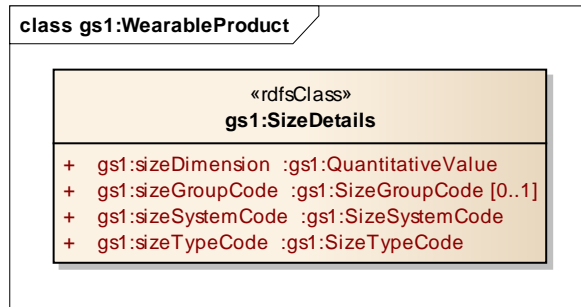 class gs1:WearableProduct
«rdfsClass»
gs1:SizeDetails
+ gs1:sizeDimension :gs1:QuantitativeValue
+ gs1:sizeGroupCode :gs1:SizeGroupCode [0..1]
+ gs1:sizeSystemCode :gs1:SizeSystemCode
+ gs1:sizeTypeCode :gs1:SizeTypeCode